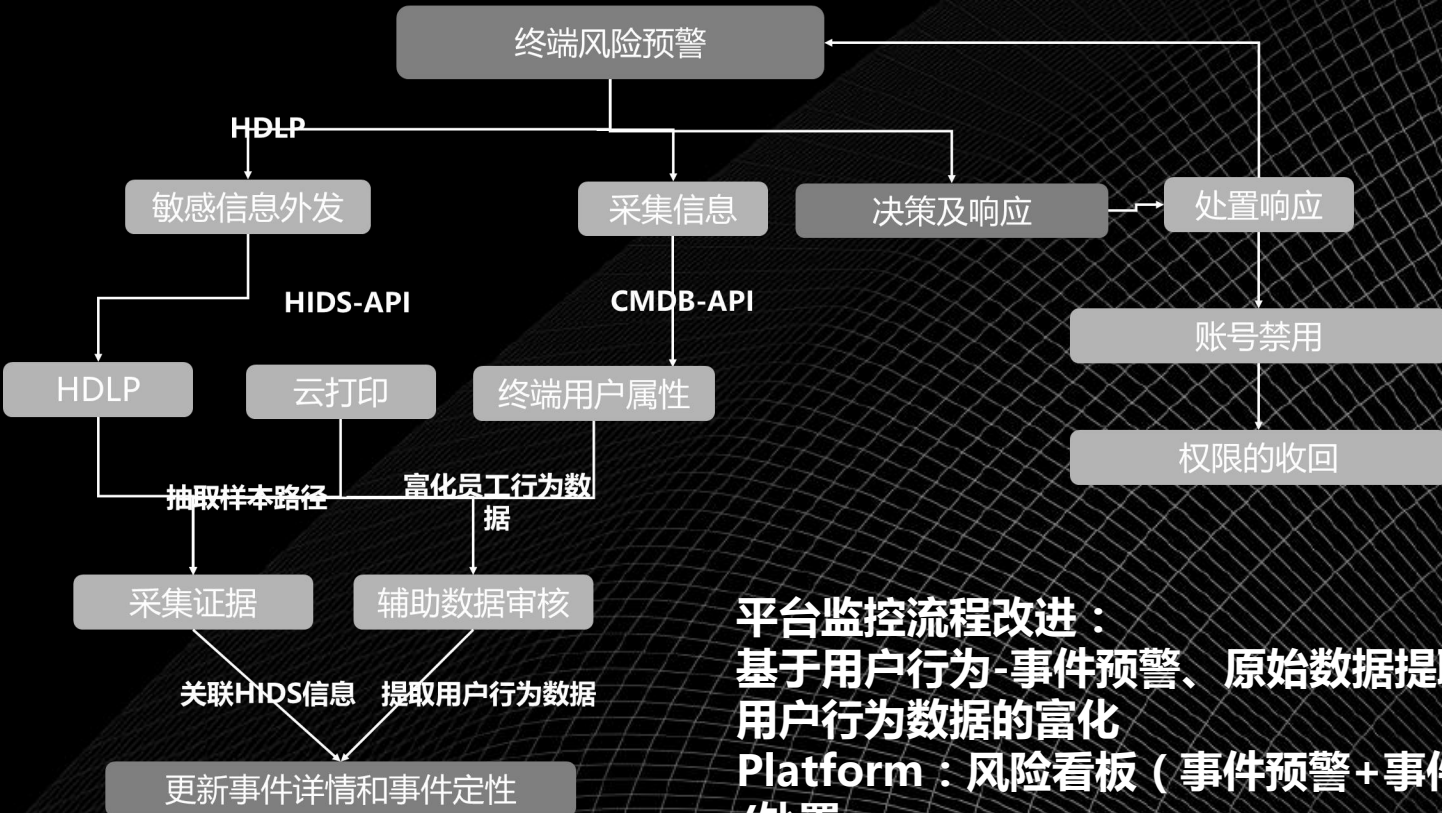 终端风险预警
HDLP
敏感信息外发
采集信息
决策及响应
处置响应
HIDS-API
CMDB-API
账号禁用
HDLP
云打印
终端用户属性
权限的收回
抽取样本路径
富化员工行为数
据
采集证据
辅助数据审核
平台监控流程改进：
基于用户行为-事件预警、原始数据提
用户行为数据的富化
关联HIDS信息
提取用户行为数据
Platform：风险看板（事件预警+事
更新事件详情和事件定性